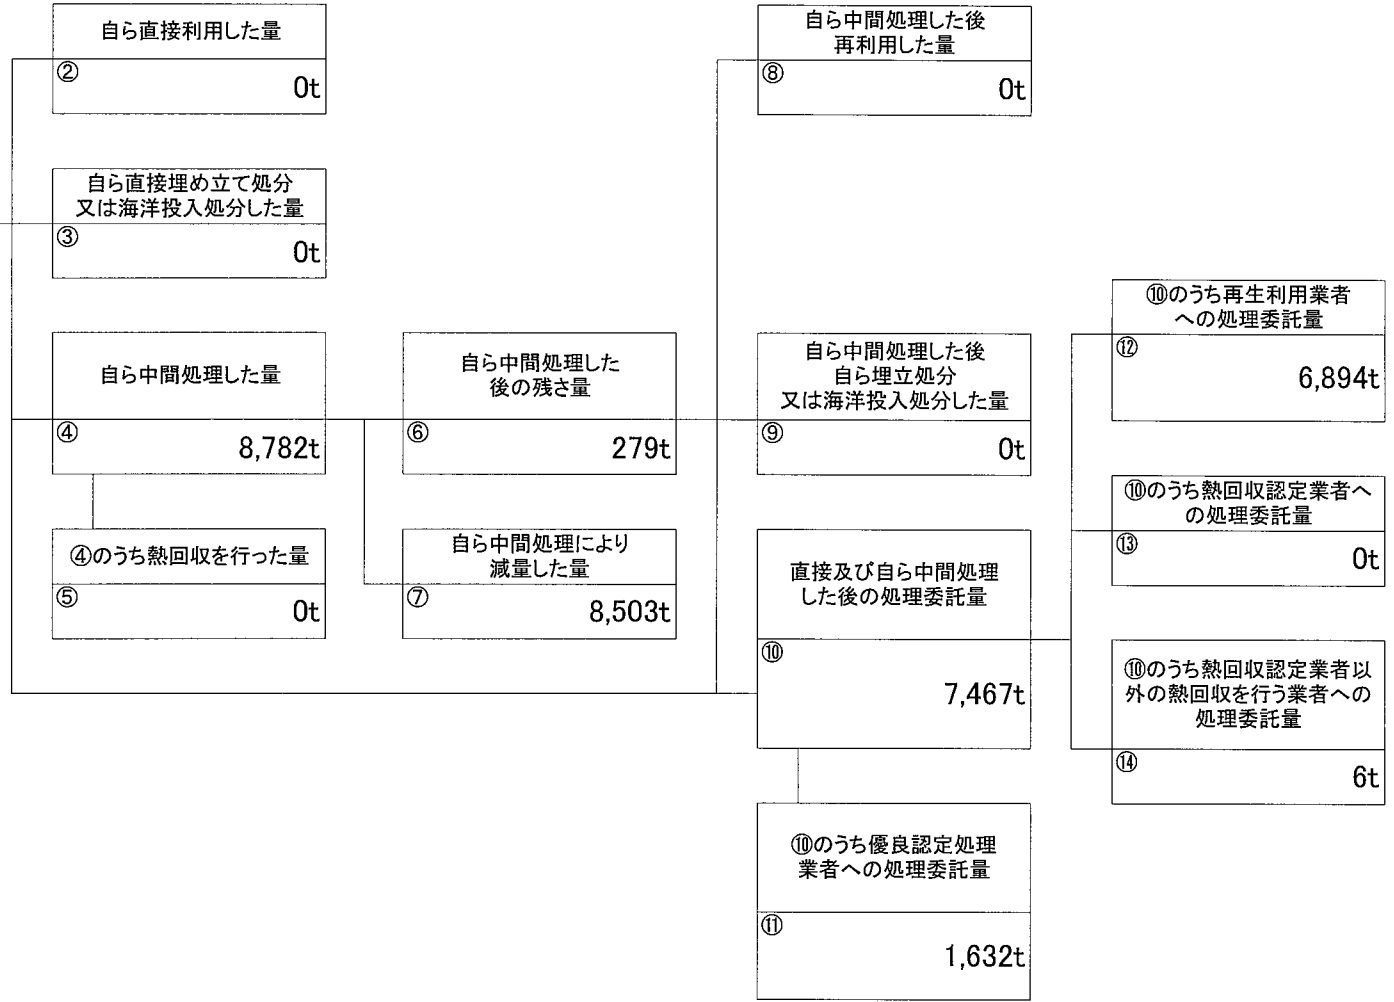 自ら直接利用した量
②
0t
自ら直接埋め立て処分
又は海洋投入処分した量
③
0t
自ら中間処理した量
④
8,782t
④のうち熱回収を行った量
⑤
0t
自ら中間処理した
後の残さ量
⑥
279t
自ら中間処理により
減量した量
⑦
8,503t
自ら中間処理した後
再利用した量
⑧
0t
自ら中間処理した後
自ら埋立処分
又は海洋投入処分した量
⑨
0t
直接及び自ら中間処理
した後の処理委託量
⑩
7,467t
⑩のうち優良認定処理
業者への処理委託量
⑪
1,632t
⑩のうち再生利用業者
への処理委託量
⑫
6,894t
⑩のうち熱回収認定業者へ
の処理委託量
⑬
0t
⑩のうち熱回収認定業者以
外の熱回収を行う業者への
処理委託量
⑭
6t